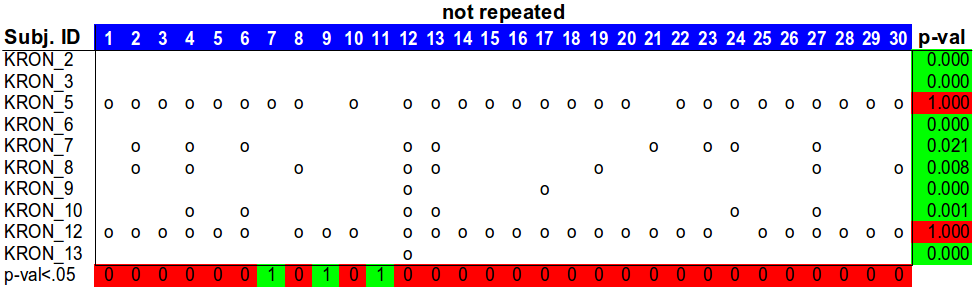 not repeated
Subj. ID 1 2 3 4 5 6 7 8 9 10 11 12 13 14 15 16 17 18 19 20 21 22 23 24 25 26 27 28 29 30 p-val
KRON_2 0.000
KRON_3 0.000
KRON_5 o o o o o o o o o o o o o o o o o o o o o o o o o o o 1.000
KRON_6 0.000
KRON_7 o o o o o o o o o 0.021
KRON_8 o o o o o o o o 0.008
KRON_9 o o 0.000
KRON_10 o o o o o o 0.001
KRON_12 o o o o o o o o o o o o o o o o o o o o o o o o o o o 1.000
KRON_13 o 0.000
p-val<.05 0 0 0 0 0 0 1 0 1 0 1 0 0 0 0 0 0 0 0 0 0 0 0 0 0 0 0 0 0 0